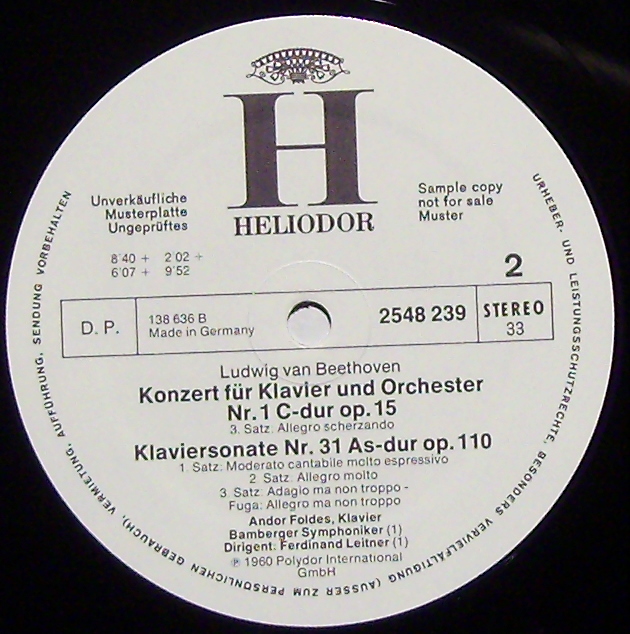 H
HELIODOR
Unverkäufliche
Musterplatte
Ungeprüftes
Sample copy
not for sale
Muster
8'40 + 2'02 +
6'07 + 9'52
2
D. P.
138 636 B
Made in Germany
2548 239
STEREO
33
Ludwig van Beethoven
Konzert für Klavier und Orchester
Nr. 1 C-dur op. 15
3. Satz: Allegro scherzando
Klaviersonate Nr. 31 As-dur op. 110
1. Satz: Moderato cantabile molto espressivo
2. Satz: Allegro molto
3. Satz: Adagio ma non troppo -
Fuga: Allegro ma non troppo
Andor Foldes, Klavier
Bamberger Symphoniker (1)
Dirigent: Ferdinand Leitner (1)
℗ 1960 Polydor International
GmbH
URHEBER- UND LEISTUNGSSCHUTZRECHTE, BESONDERS VERVIELFÄLTIGUNG (AUSSER ZUM PERSÖNLICHEN GEBRAUCH), VERMIETUNG, AUFFÜHRUNG, SENDUNG VORBEHALTEN